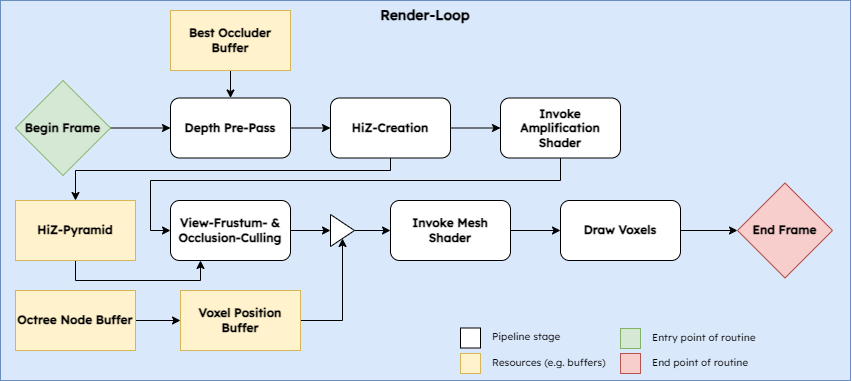 Render-Loop
Best Occluder
Buffer
Begin Frame
Depth Pre-Pass
HiZ-Creation
Invoke
Amplification
Shader
HiZ-Pyramid
View-Frustum- &
Occlusion-Culling
Invoke Mesh
Shader
Draw Voxels
End Frame
Octree Node Buffer
Voxel Position
Buffer
Pipeline stage
Entry point of routine
Resources (e.g. buffers)
End point of routine